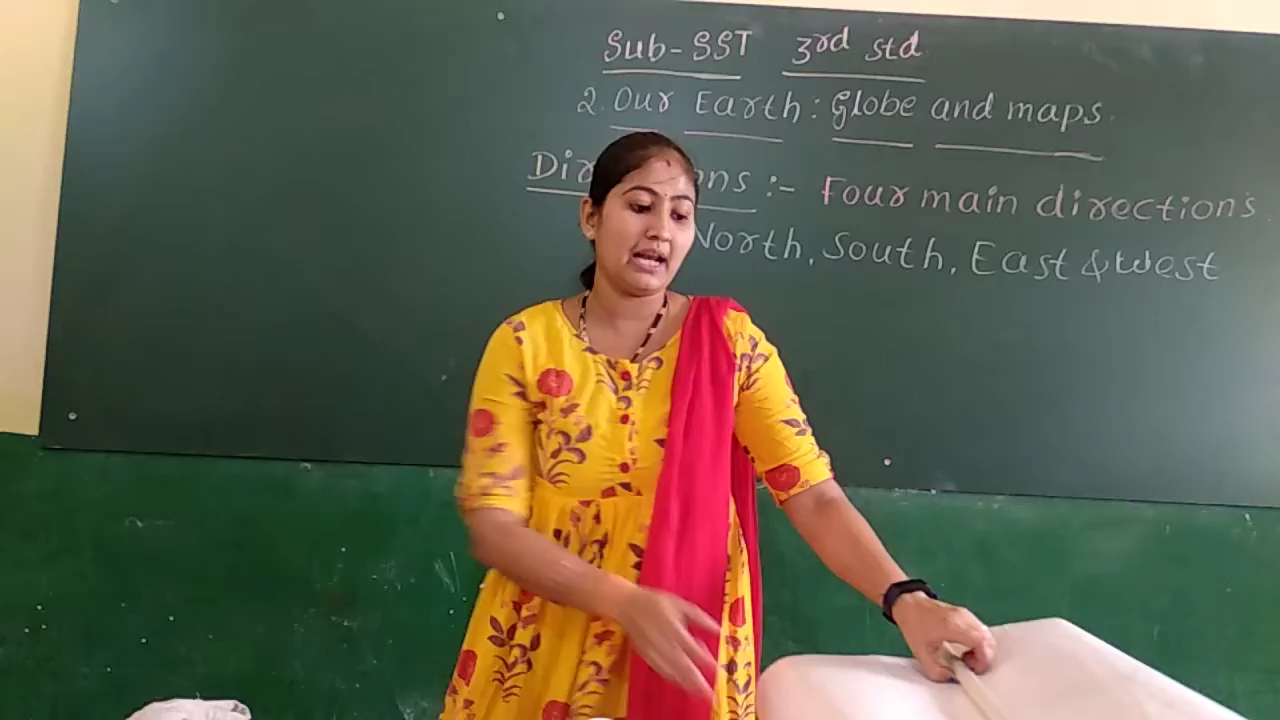 Sub-SST 3rd std
2. Our Earth: Globe and maps.
:- Four main directions
North, South, East & West